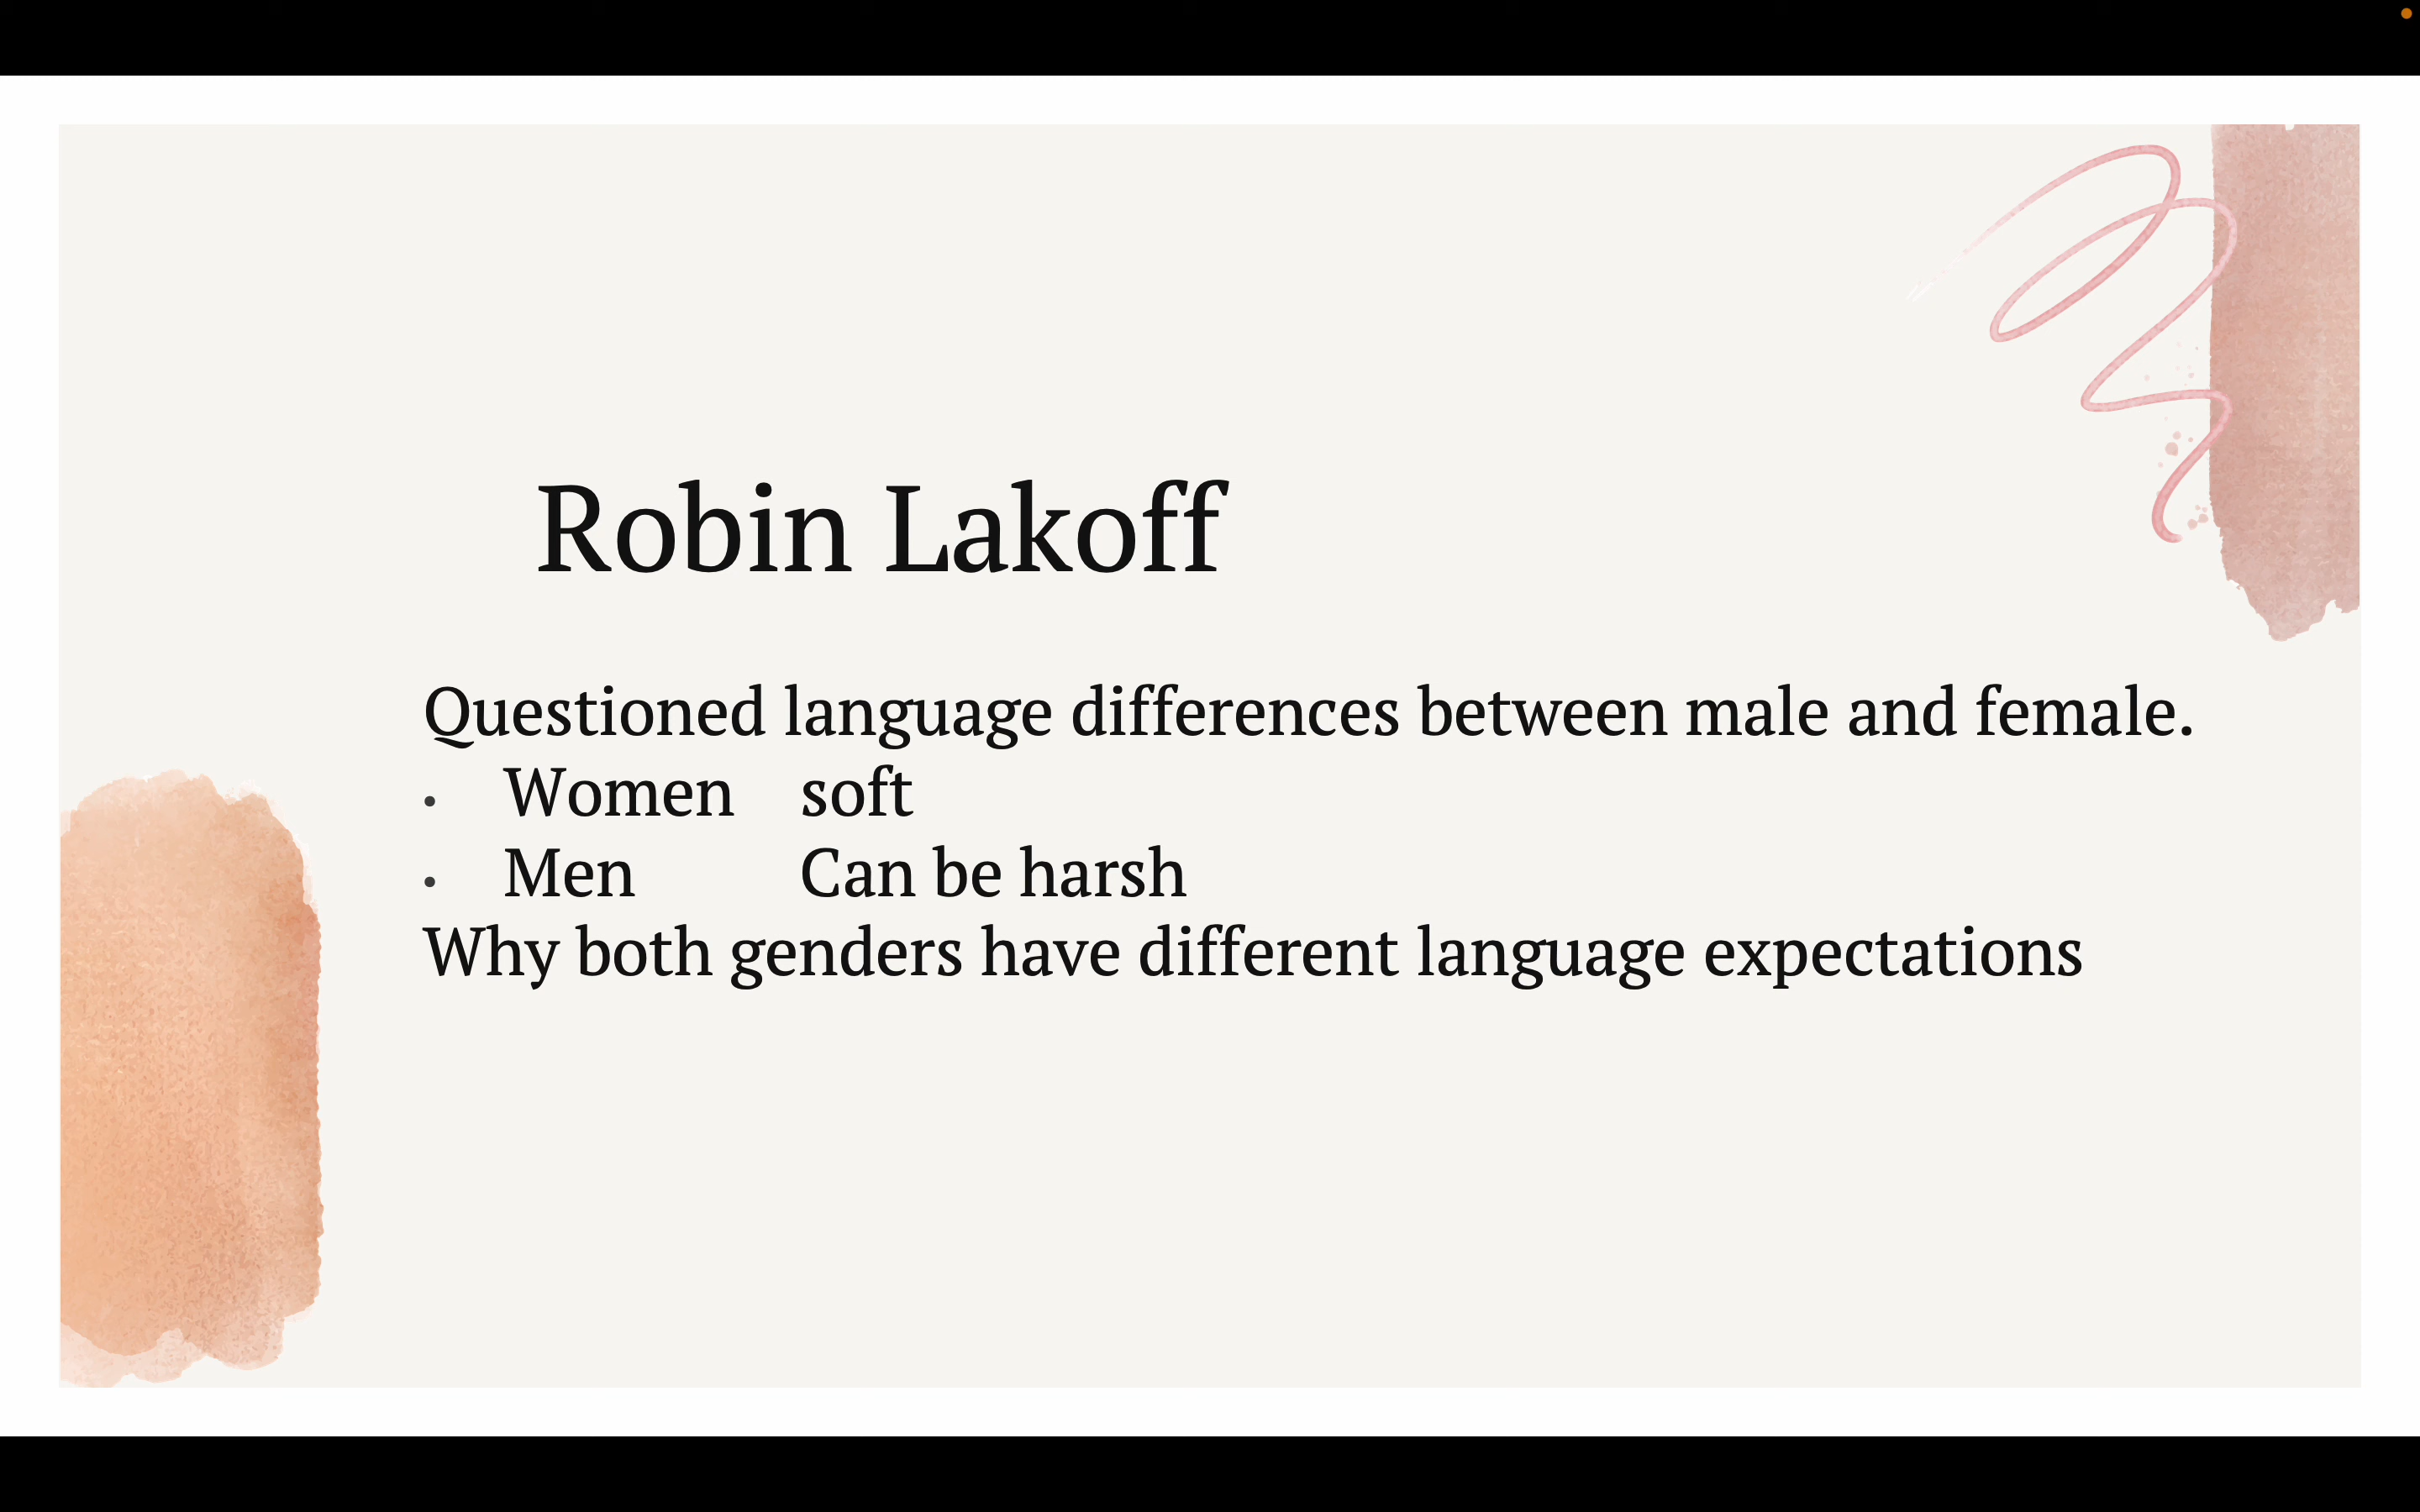 Robin Lakoff
Questioned language differences between male and female.
• Women soft
• Men Can be harsh
Why both genders have different language expectations